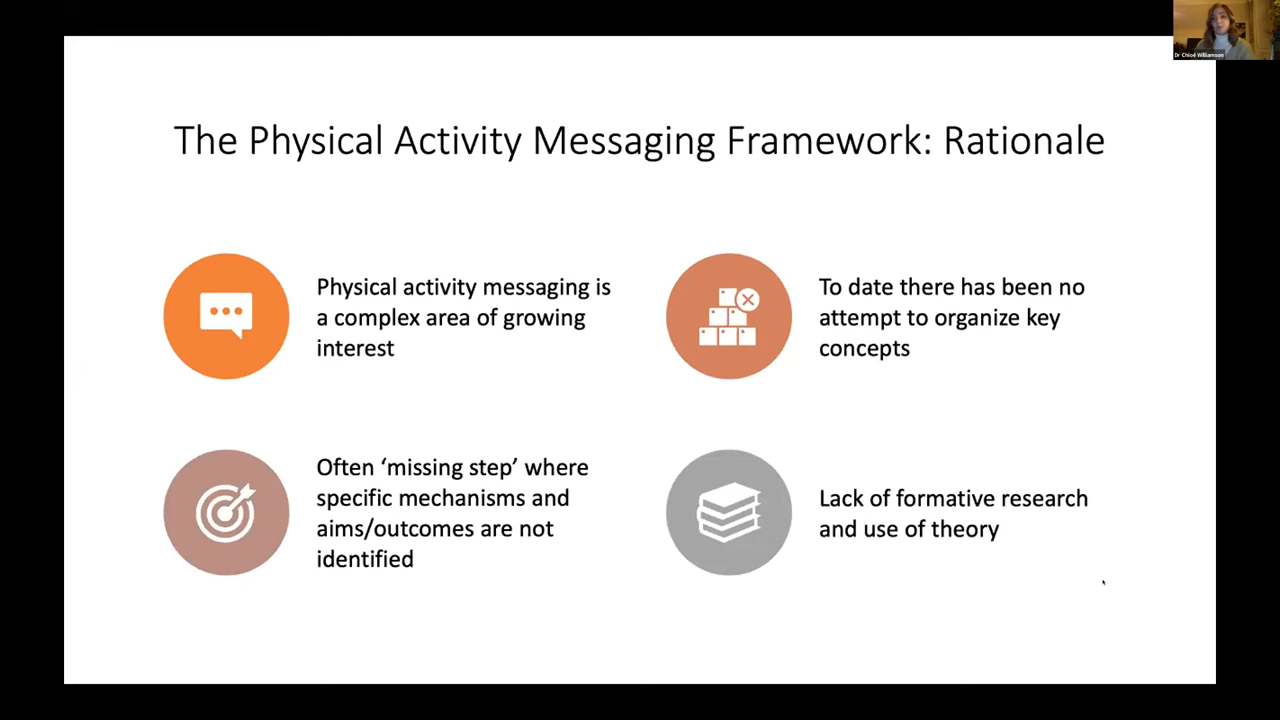 Dr Chloë Williamson
The Physical Activity Messaging Framework: Rationale
Physical activity messaging is
a complex area of growing
interest
To date there has been no
attempt to organize key
concepts
Often ‘missing step’ where
specific mechanisms and
aims/outcomes are not
identified
Lack of formative research
and use of theory